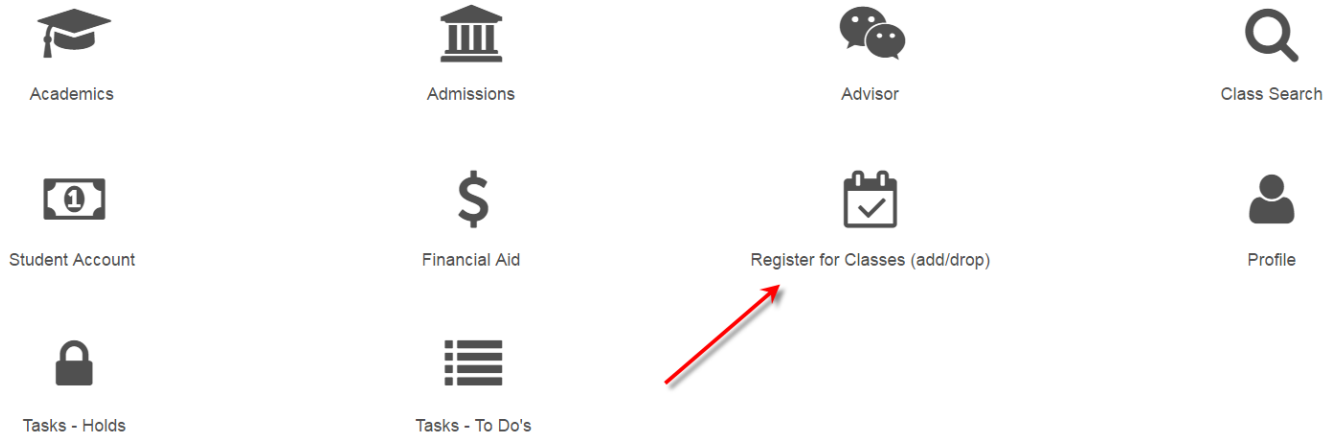 Academics
Admissions
Advisor
Class Search
1
Student Account
Financial Aid
Register for Classes (add/drop)
Profile
Tasks - Holds
Tasks - To Do's